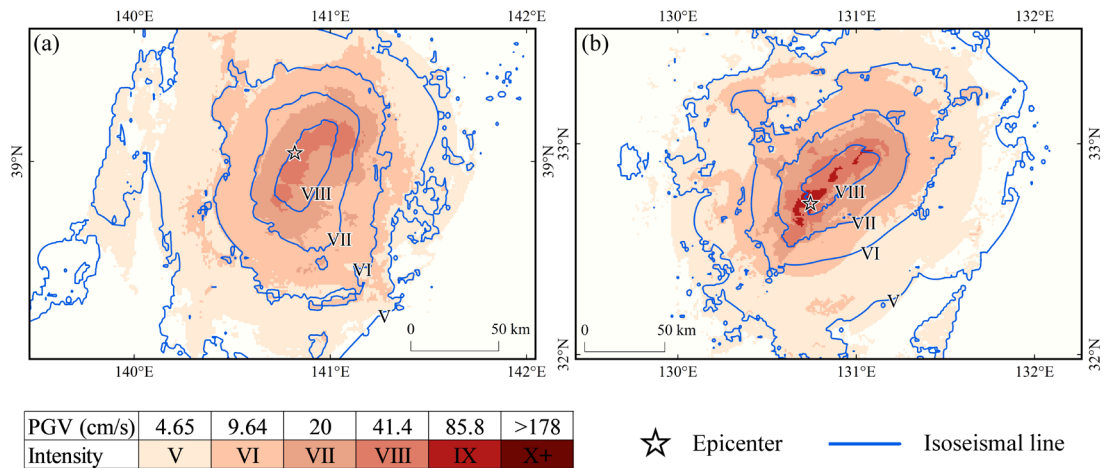 140°E 141°E 142°E 130°E 131°E 132°E
(a)
39°N
39°N
VIII
VII
VI
V
0 50 km
140°E 141°E 142°E
(b)
33°N
33°N
VIII
VII
VI
V
0 50 km
32°N
32°N
130°E 131°E 132°E
PGV (cm/s) 4.65 9.64 20 41.4 85.8 >178
Intensity V VI VII VIII IX X+
Epicenter Isoseismal line